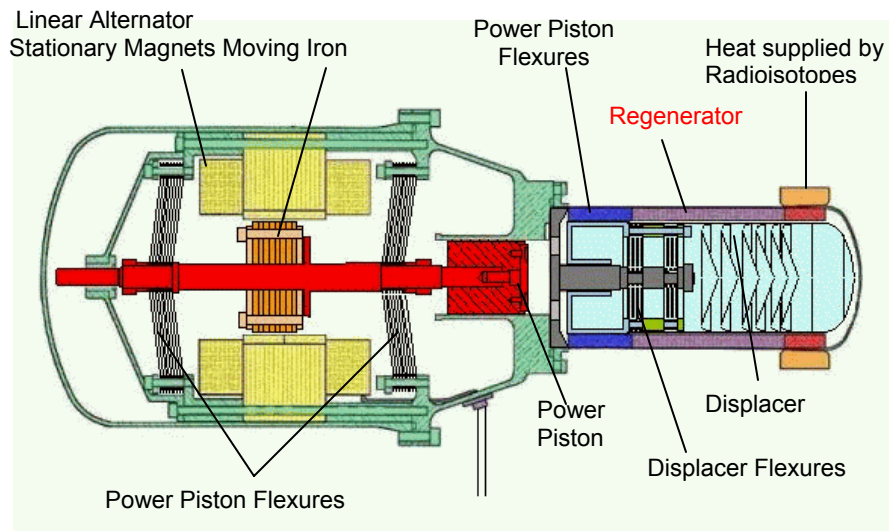 Linear Alternator
Stationary Magnets Moving Iron
Power Piston
Flexures
Heat supplied by
Radioisotopes
Regenerator
Power
Piston
Displacer
Displacer Flexures
Power Piston Flexures